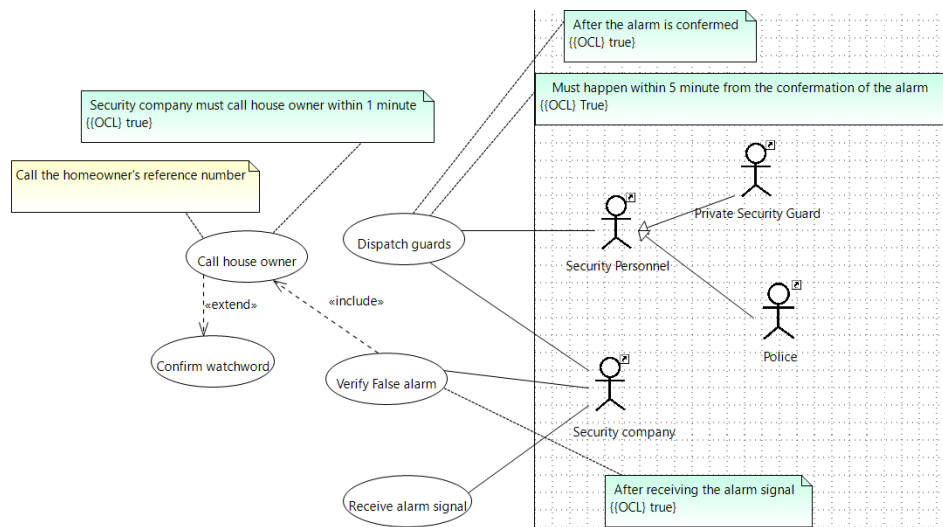 After the alarm is confermed
{{OCL} true}
Must happen within 5 minute from the confermation of the alarm
{{OCL} True}
Security company must call house owner within 1 minute
{{OCL} true}
Call the homeowner's reference number
Private Security Guard
Dispatch guards
Security Personnel
Call house owner
«extend»
«include»
Confirm watchword
Police
Verify False alarm
Security company
After receiving the alarm signal
{{OCL} true}
Receive alarm signal